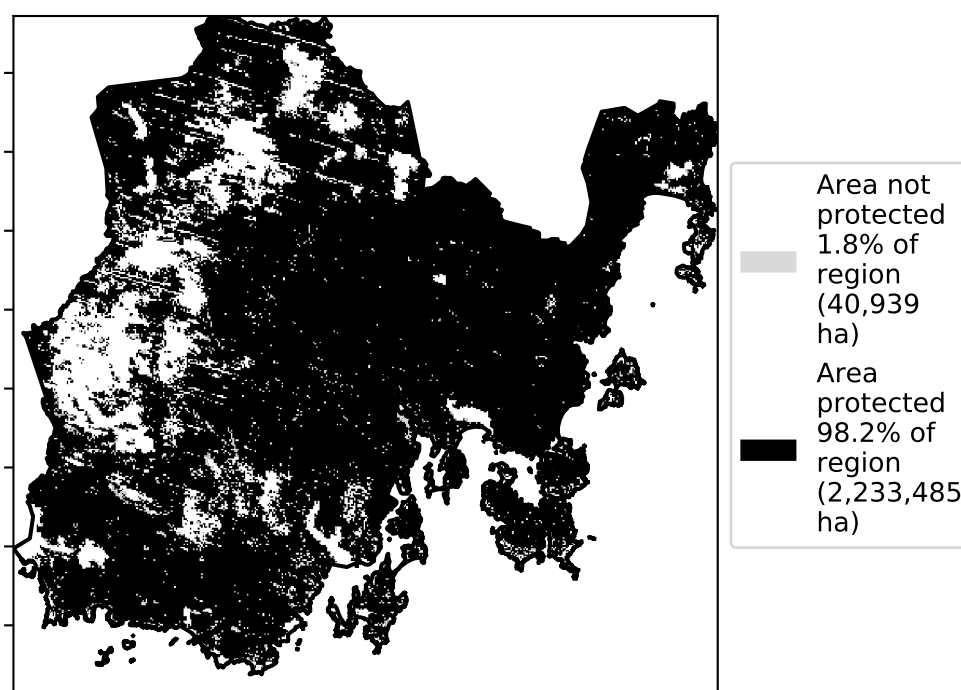 Area not
protected
1.8% of
region
(40,939
ha)
Area
protected
98.2% of
region
(2,233,485
ha)